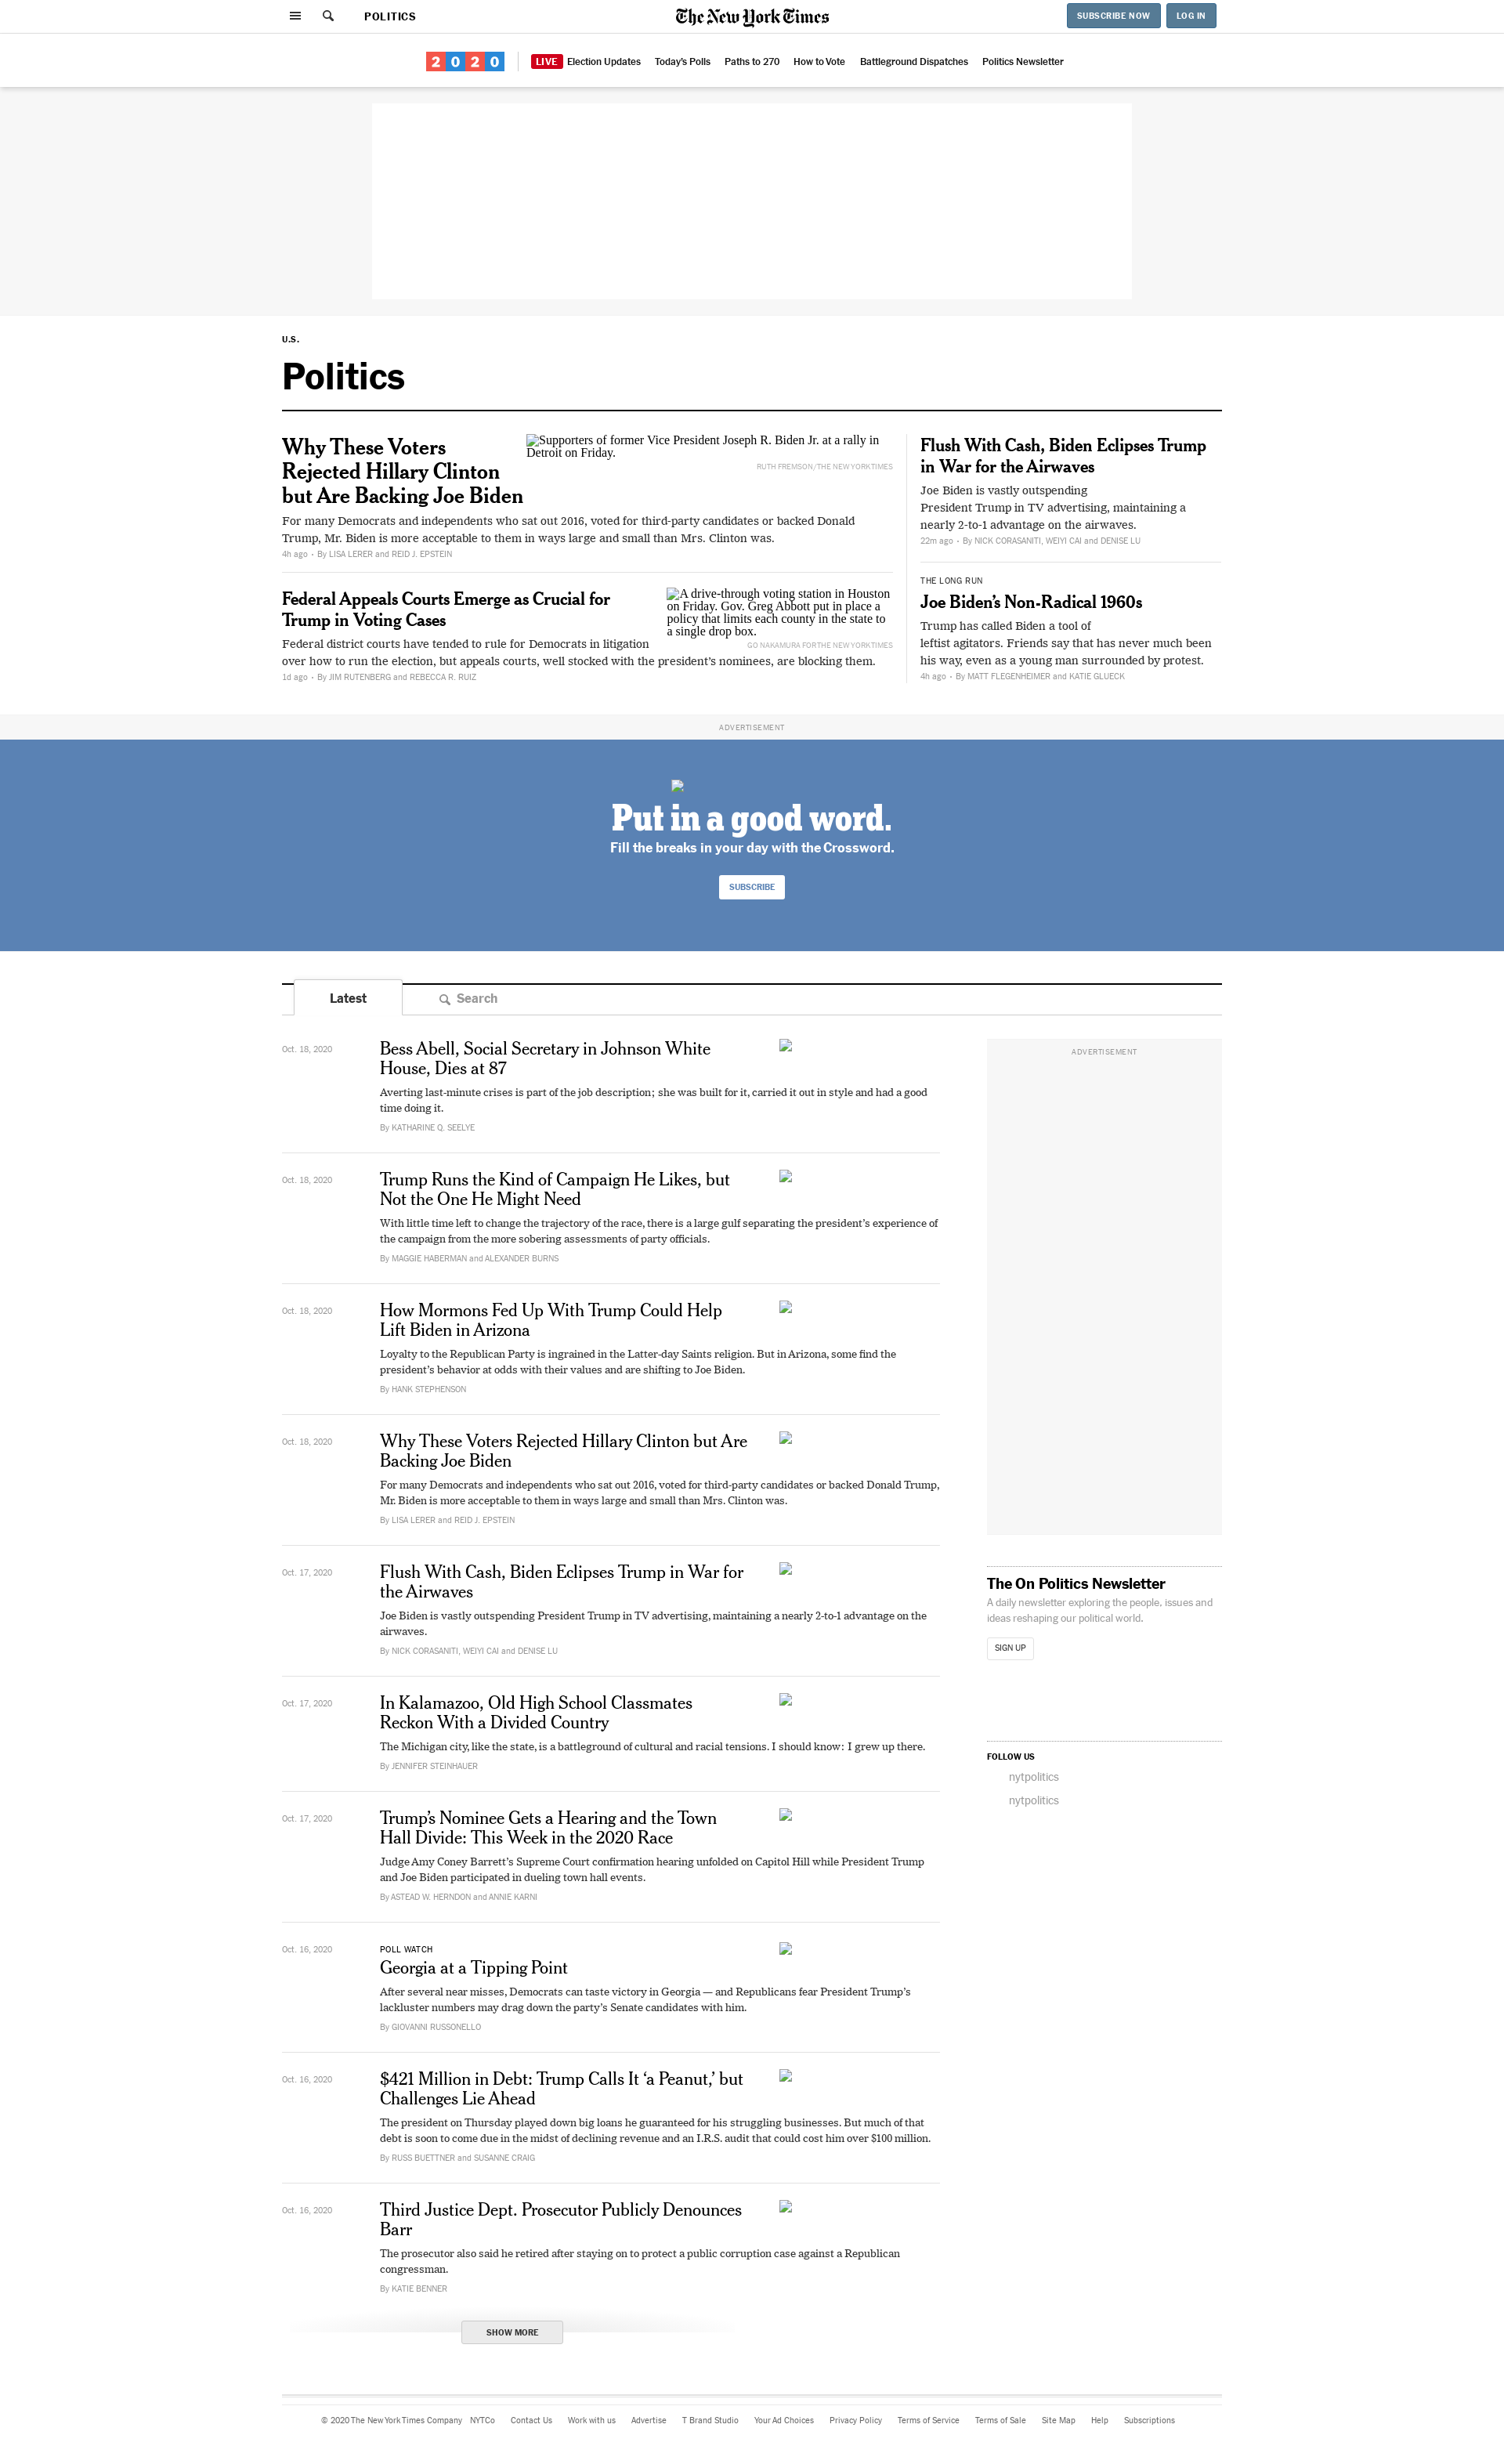 POLITICS
The New York Times
SUBSCRIBE NOW
LOG IN
2020
LIVE Election Updates
Today's Polls
Paths to 270
How to Vote
Battleground Dispatches
Politics Newsletter
U.S.
Politics
Why These Voters
Rejected Hillary Clinton
but Are Backing Joe Biden
Supporters of former Vice President Joseph R. Biden Jr. at a rally in
Detroit on Friday.
RUTH FREMSON/THE NEW YORK TIMES
For many Democrats and independents who sat out 2016, voted for third-party candidates or backed Donald
Trump, Mr. Biden is more acceptable to them in ways large and small than Mrs. Clinton was.
4h ago • By LISA LERER and REID J. EPSTEIN
Federal Appeals Courts Emerge as Crucial for
Trump in Voting Cases
A drive-through voting station in Houston
on Friday. Gov. Greg Abbott put in place a
policy that limits each county in the state to
a single drop box.
GO NAKAMURA FOR THE NEW YORK TIMES
Federal district courts have tended to rule for Democrats in litigation
over how to run the election, but appeals courts, well stocked with the president's nominees, are blocking them.
1d ago • By JIM RUTENBERG and REBECCA R. RUIZ
Flush With Cash, Biden Eclipses Trump
in War for the Airwaves
Joe Biden is vastly outspending
President Trump in TV advertising, maintaining a
nearly 2-to-1 advantage on the airwaves.
22m ago • By NICK CORASANITI, WEIYI CAI and DENISE LU
THE LONG RUN
Joe Biden's Non-Radical 1960s
Trump has called Biden a tool of
leftist agitators. Friends say that has never much been
his way, even as a young man surrounded by protest.
4h ago • By MATT FLEGENHEIMER and KATIE GLUECK
ADVERTISEMENT
Put in a good word.
Fill the breaks in your day with the Crossword.
SUBSCRIBE
Latest
Search
Oct. 18, 2020
Bess Abell, Social Secretary in Johnson White
House, Dies at 87
Averting last-minute crises is part of the job description; she was built for it, carried it out in style and had a good
time doing it.
By KATHARINE Q. SEELYE
Oct. 18, 2020
Trump Runs the Kind of Campaign He Likes, but
Not the One He Might Need
With little time left to change the trajectory of the race, there is a large gulf separating the president's experience of
the campaign from the more sobering assessments of party officials.
By MAGGIE HABERMAN and ALEXANDER BURNS
Oct. 18, 2020
How Mormons Fed Up With Trump Could Help
Lift Biden in Arizona
Loyalty to the Republican Party is ingrained in the Latter-day Saints religion. But in Arizona, some find the
president's behavior at odds with their values and are shifting to Joe Biden.
By HANK STEPHENSON
Oct. 18, 2020
Why These Voters Rejected Hillary Clinton but Are
Backing Joe Biden
For many Democrats and independents who sat out 2016, voted for third-party candidates or backed Donald Trump,
Mr. Biden is more acceptable to them in ways large and small than Mrs. Clinton was.
By LISA LERER and REID J. EPSTEIN
Oct. 17, 2020
Flush With Cash, Biden Eclipses Trump in War for
the Airwaves
Joe Biden is vastly outspending President Trump in TV advertising, maintaining a nearly 2-to-1 advantage on the
airwaves.
By NICK CORASANITI, WEIYI CAI and DENISE LU
Oct. 17, 2020
In Kalamazoo, Old High School Classmates
Reckon With a Divided Country
The Michigan city, like the state, is a battleground of cultural and racial tensions. I should know: I grew up there.
By JENNIFER STEINHAUER
Oct. 17, 2020
Trump's Nominee Gets a Hearing and the Town
Hall Divide: This Week in the 2020 Race
Judge Amy Coney Barrett's Supreme Court confirmation hearing unfolded on Capitol Hill while President Trump
and Joe Biden participated in dueling town hall events.
By ASTEAD W. HERNDON and ANNIE KARNI
Oct. 16, 2020
POLL WATCH
Georgia at a Tipping Point
After several near misses, Democrats can taste victory in Georgia — and Republicans fear President Trump's
lackluster numbers may drag down the party's Senate candidates with him.
By GIOVANNI RUSSONELLO
Oct. 16, 2020
$421 Million in Debt: Trump Calls It 'a Peanut,' but
Challenges Lie Ahead
The president on Thursday played down big loans he guaranteed for his struggling businesses. But much of that
debt is soon to come due in the midst of declining revenue and an I.R.S. audit that could cost him over $100 million.
By RUSS BUETTNER and SUSANNE CRAIG
Oct. 16, 2020
Third Justice Dept. Prosecutor Publicly Denounces
Barr
The prosecutor also said he retired after staying on to protect a public corruption case against a Republican
congressman.
By KATIE BENNER
SHOW MORE
ADVERTISEMENT
The On Politics Newsletter
A daily newsletter exploring the people, issues and
ideas reshaping our political world.
SIGN UP
FOLLOW US
nytpolitics
nytpolitics
© 2020 The New York Times Company
NYTCo
Contact Us
Work with us
Advertise
T Brand Studio
Your Ad Choices
Privacy Policy
Terms of Service
Terms of Sale
Site Map
Help
Subscriptions